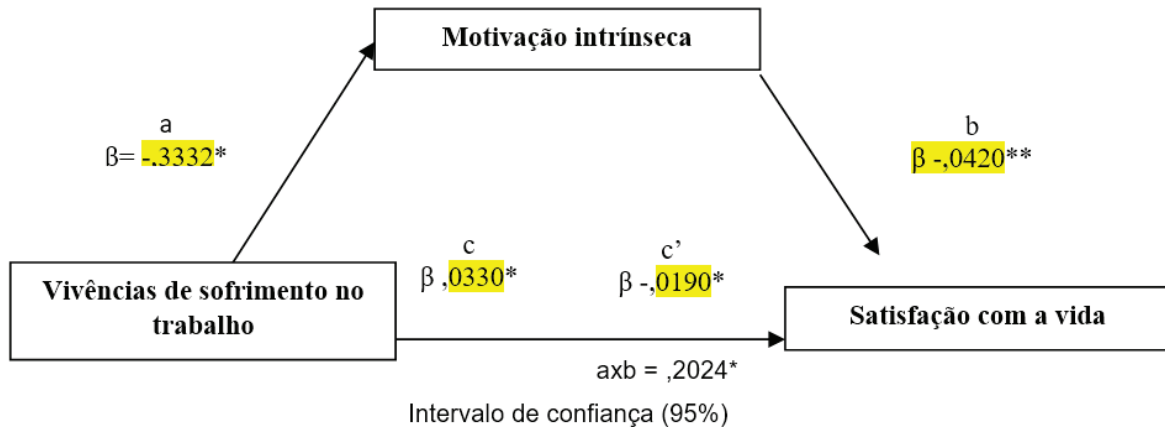 Motivação intrínseca
a
β= -,3332*
b
β -,0420**
c
β ,0330*
c’
β -,0190*
Vivências de sofrimento no
trabalho
Satisfação com a vida
axb = ,2024*
Intervalo de confiança (95%)